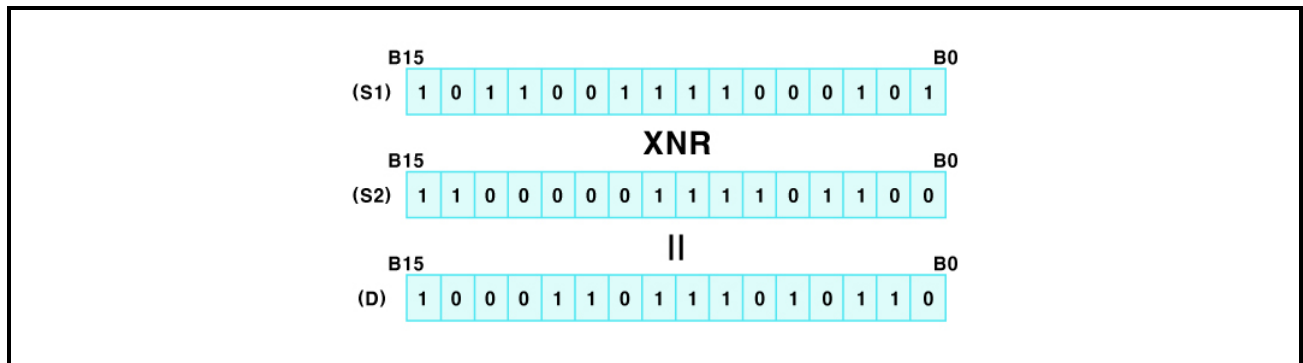 B15 B0
(S1) 1 0 1 1 0 0 1 1 1 1 0 0 0 1 0 1
XNR
B15 B0
(S2) 1 1 0 0 0 0 0 1 1 1 1 0 1 1 0 0
||
B15 B0
(D) 1 0 0 0 1 1 0 1 1 1 0 1 0 1 1 0